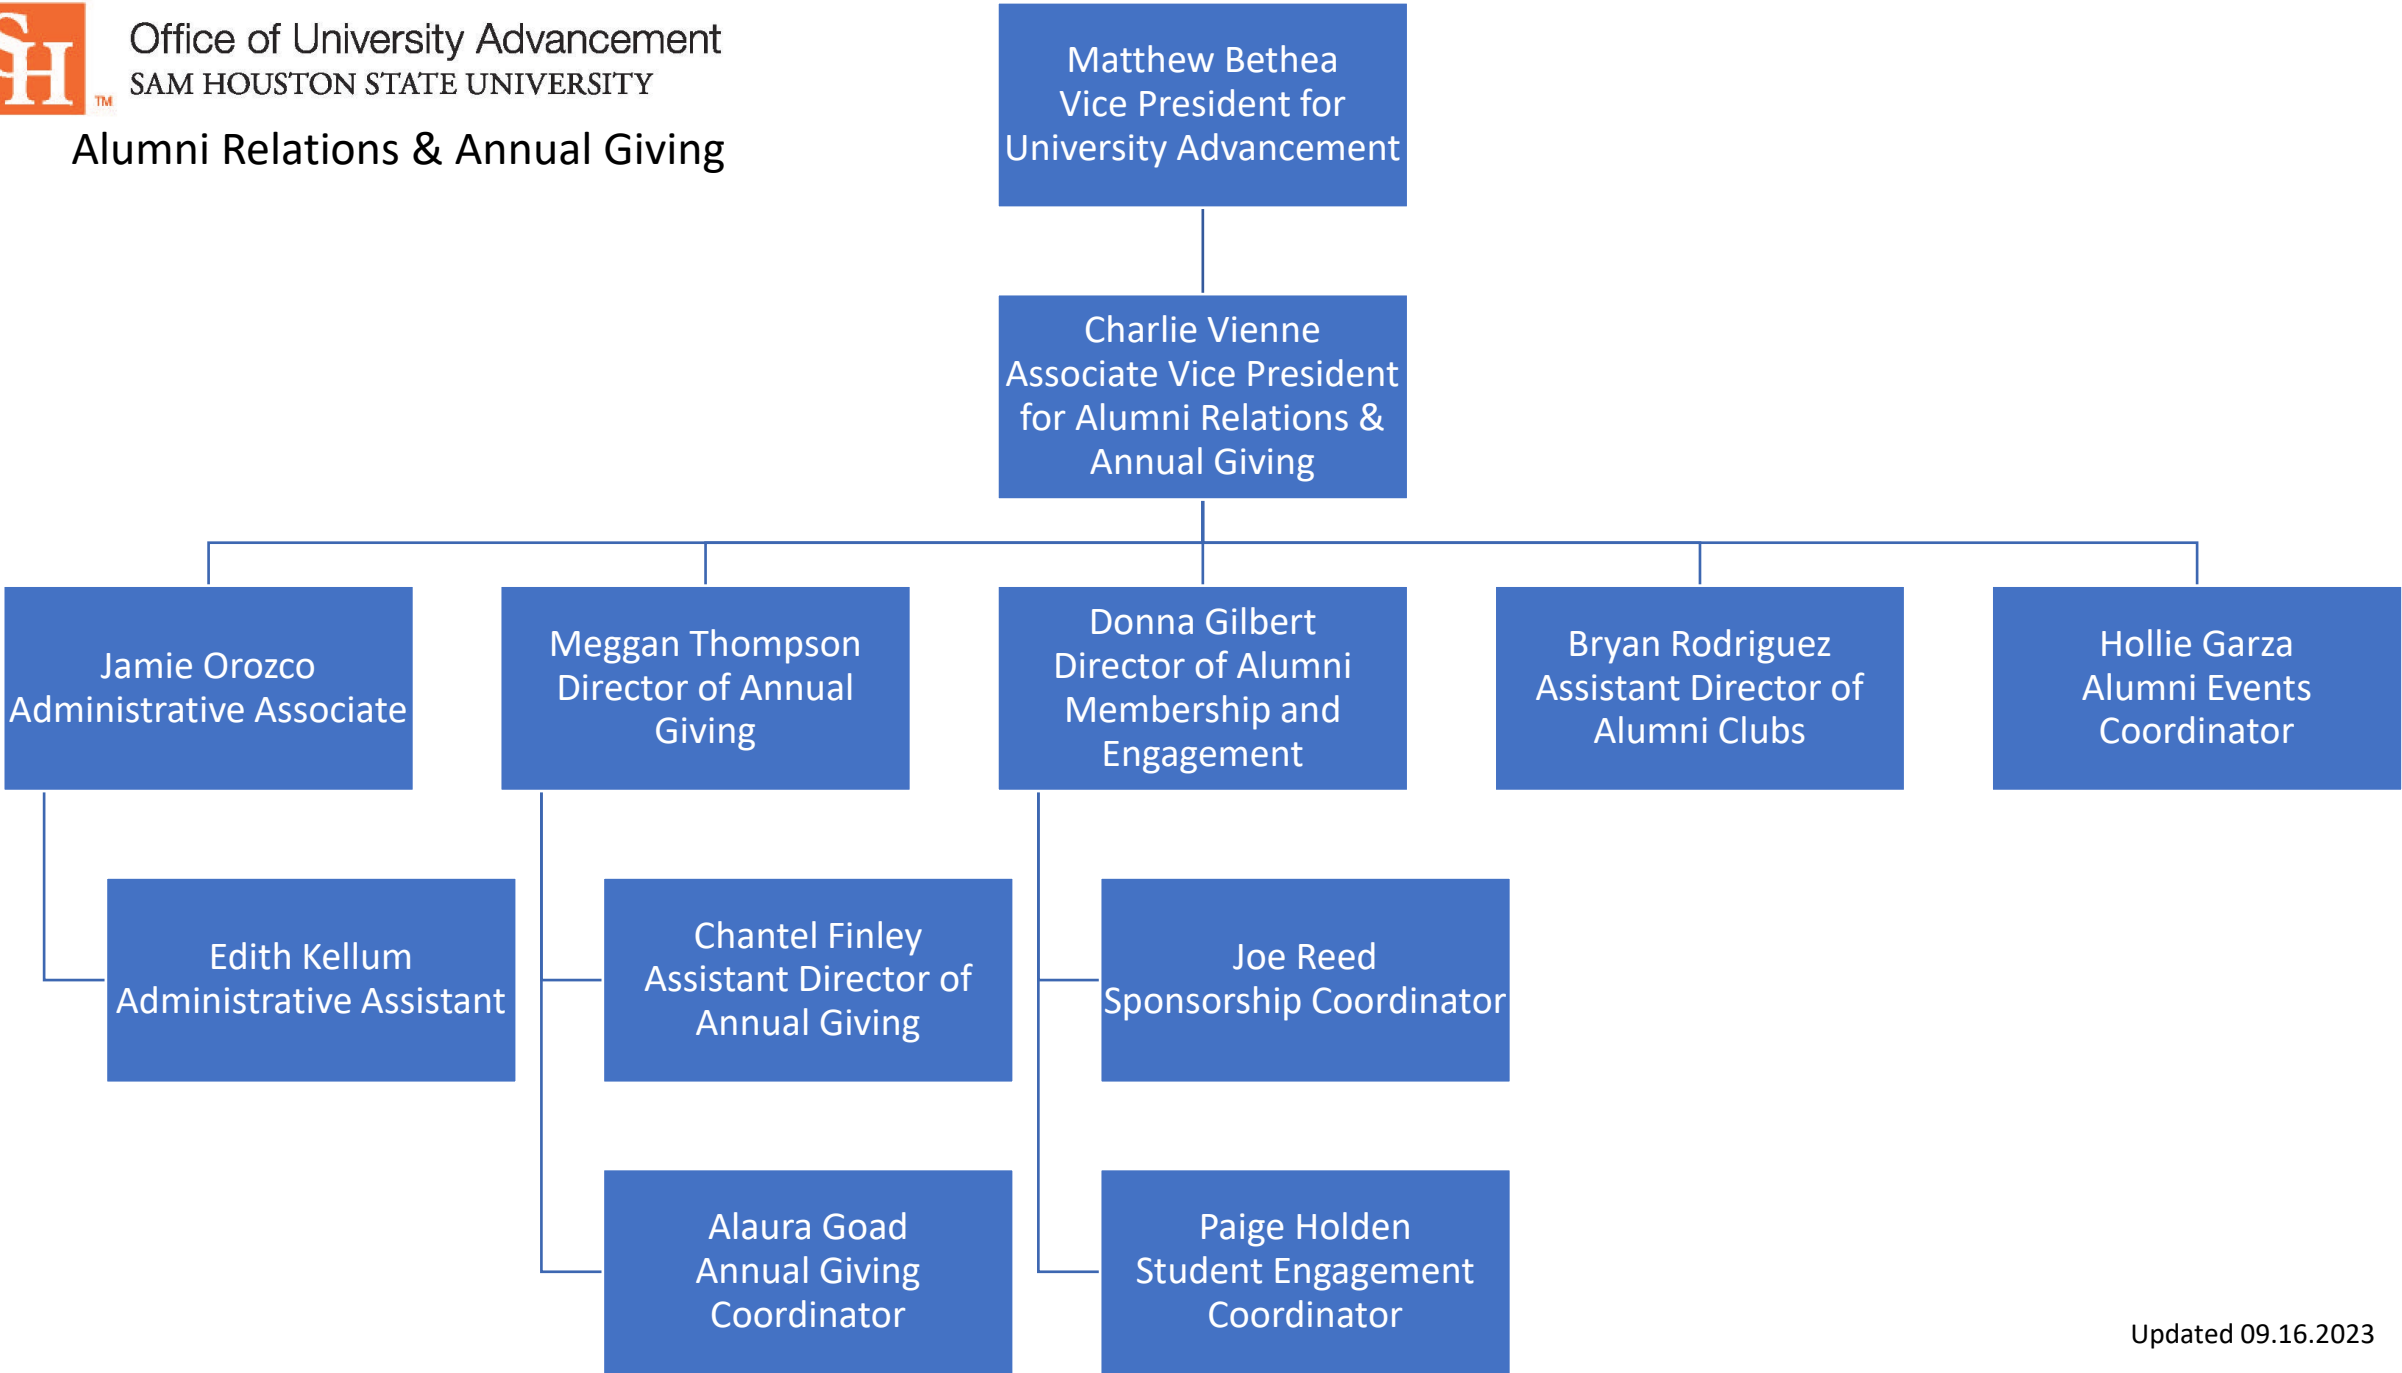 SH
TM
Office of University Advancement
SAM HOUSTON STATE UNIVERSITY
Alumni Relations & Annual Giving
Matthew Bethea
Vice President for
University Advancement
Charlie Vienne
Associate Vice President
for Alumni Relations &
Annual Giving
Jamie Orozco
Administrative Associate
Meggan Thompson
Director of Annual
Giving
Donna Gilbert
Director of Alumni
Membership and
Engagement
Bryan Rodriguez
Assistant Director of
Alumni Clubs
Hollie Garza
Alumni Events
Coordinator
Edith Kellum
Administrative Assistant
Chantel Finley
Assistant Director of
Annual Giving
Joe Reed
Sponsorship Coordinator
Alaura Goad
Annual Giving
Coordinator
Paige Holden
Student Engagement
Coordinator
Updated 09.16.2023